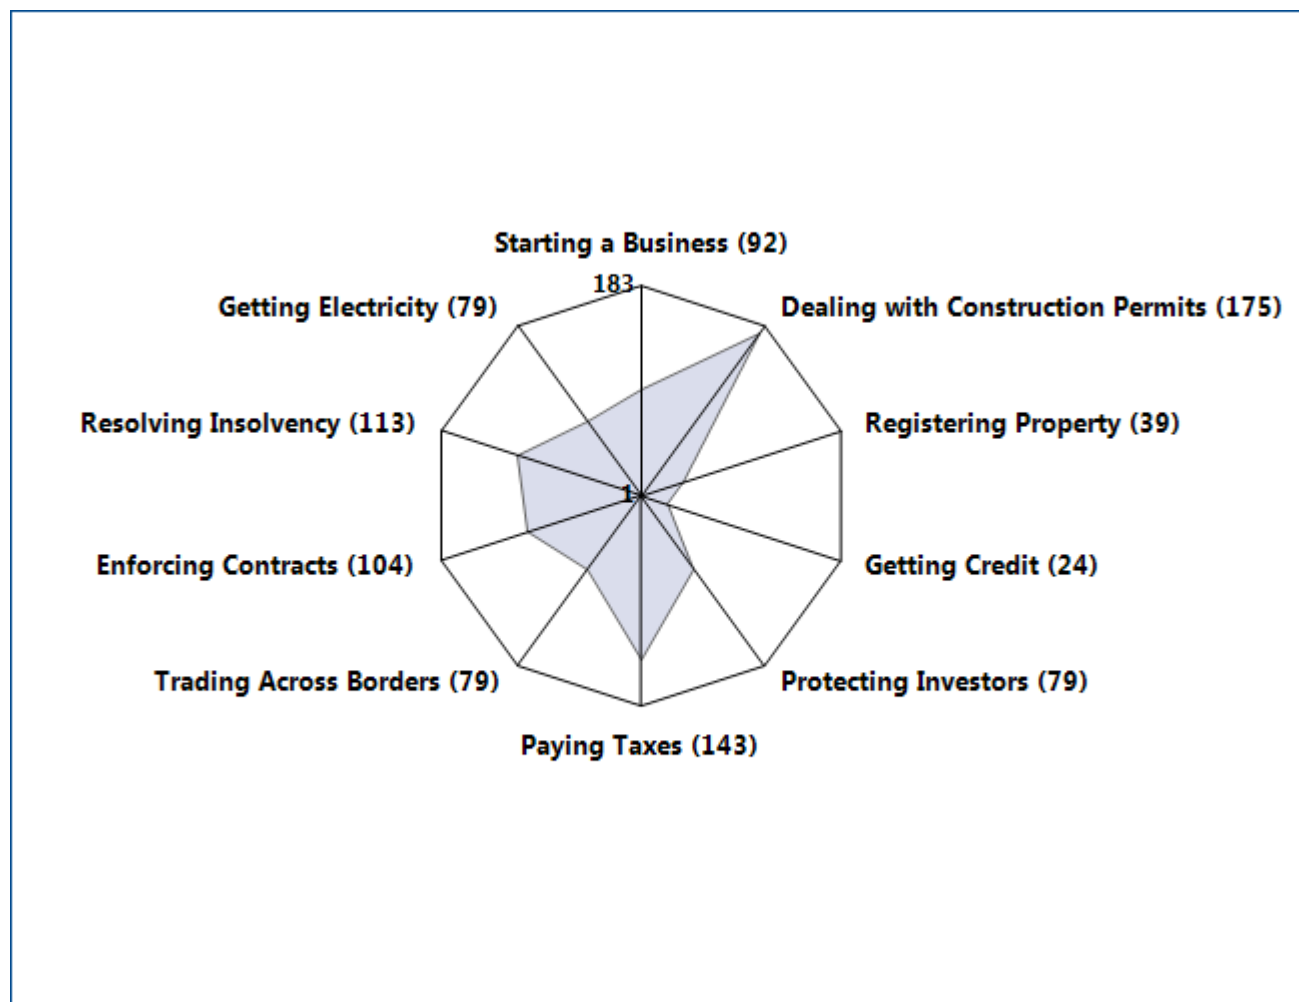 Starting a Business (92)
183
Getting Electricity (79)
Dealing with Construction Permits (175)
Resolving Insolvency (113)
Registering Property (39)
1
Enforcing Contracts (104)
Getting Credit (24)
Trading Across Borders (79)
Protecting Investors (79)
Paying Taxes (143)